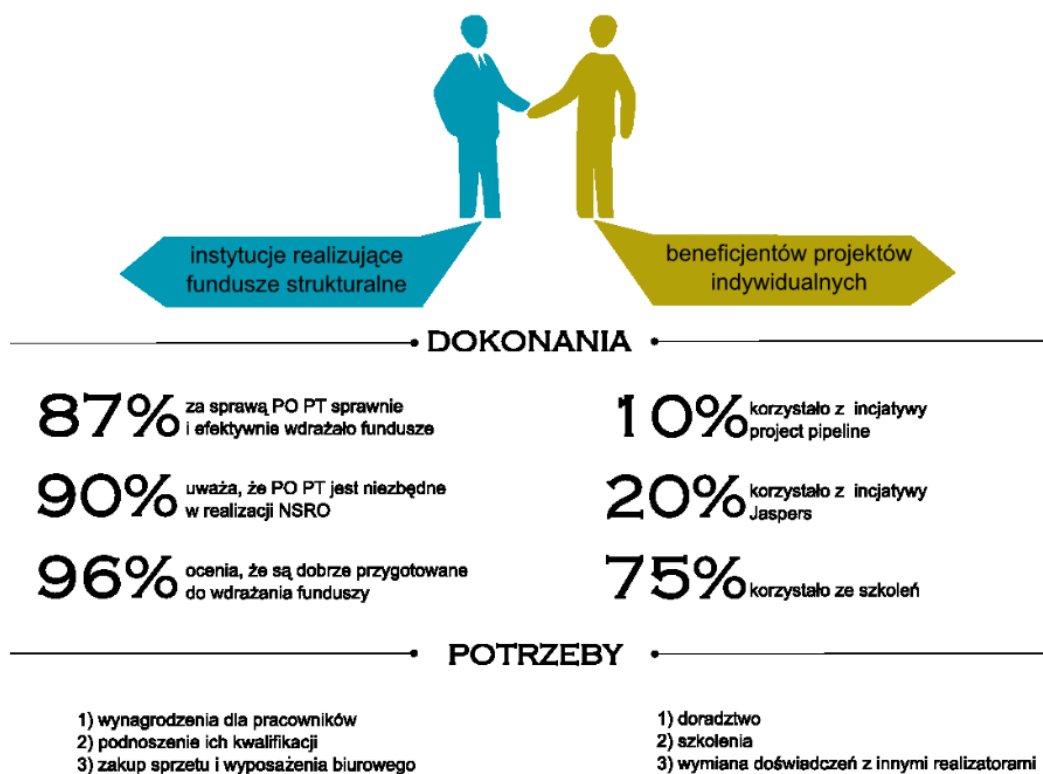 instytucje realizujące
fundusze strukturalne
beneficjentów projektów
indywidualnych
DOKONANIA
87% za sprawą PO PT sprawnie
i efektywnie wdrażało fundusze
90% uważa, że PO PT jest niezbędne
w realizacji NSRO
96% ocenia, że są dobrze przygotowane
do wdrażania funduszy
10% korzystało z incjatywy
project pipeline
20% korzystało z incjatywy
Jaspers
75% korzystało ze szkoleń
POTRZEBY
1) wynagrodzenia dla pracowników
2) podnoszenie ich kwalifikacji
3) zakup sprzetu i wyposażenia biurowego
1) doradztwo
2) szkolenia
3) wymiana doświadczeń z innymi realizatorami